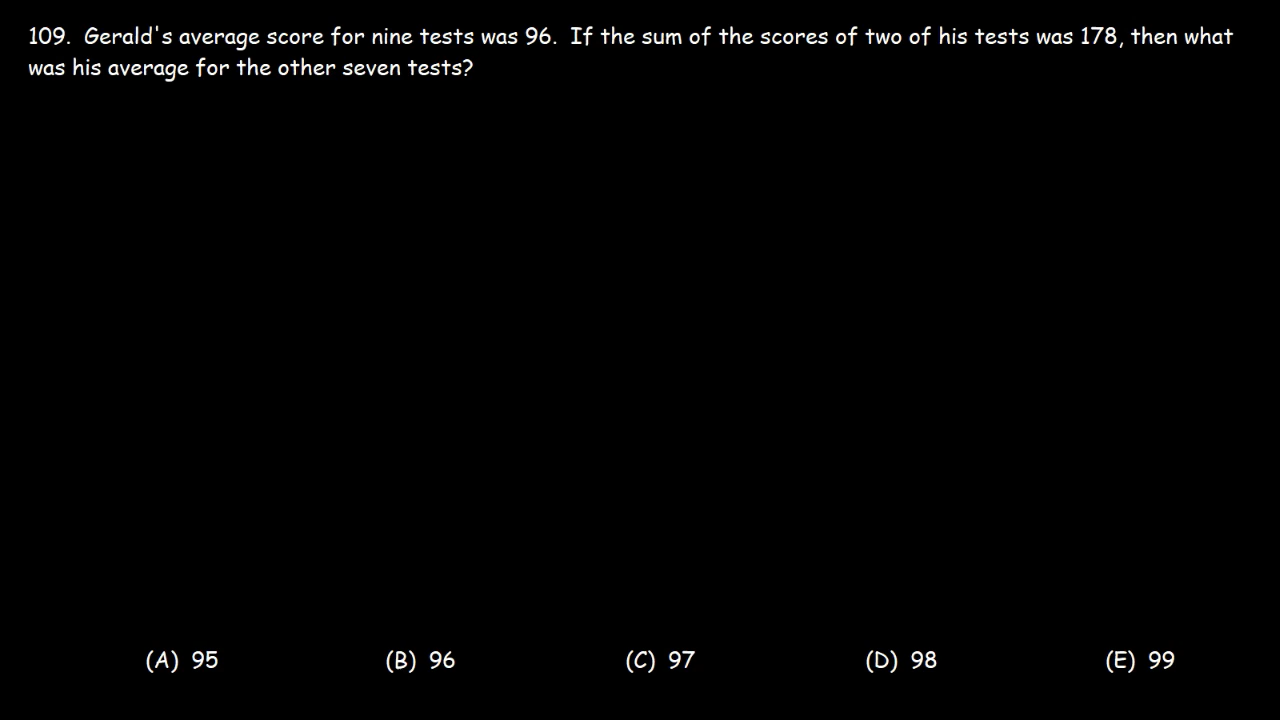 109. Gerald's average score for nine tests was 96. If the sum of the scores of two of his tests was 178, then what
was his average for the other seven tests?
(A) 95 (B) 96 (C) 97 (D) 98 (E) 99